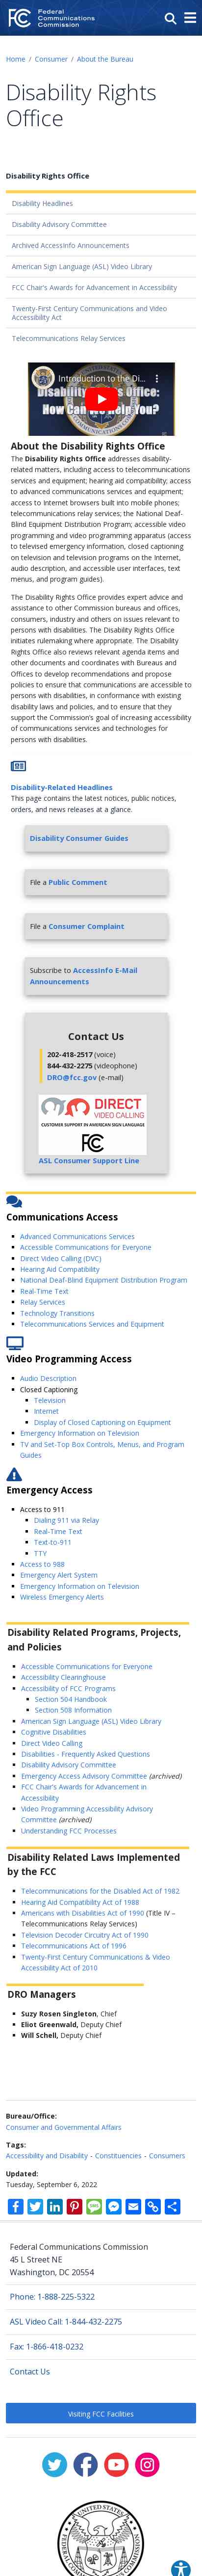 Federal
Communications
Commission
Home / Consumer / About the Bureau
Disability Rights
Office
Disability Rights Office
Disability Headlines
Disability Advisory Committee
Archived AccessInfo Announcements
American Sign Language (ASL) Video Library
FCC Chair's Awards for Advancement in Accessibility
Twenty-First Century Communications and Video
Accessibility Act
Telecommunications Relay Services
Introduction to the Di...
Disability Rights Office:
How Can We Help You?
About the Disability Rights Office
The Disability Rights Office addresses disability-
related matters, including access to telecommunications
services and equipment; hearing aid compatibility; access
to advanced communications services and equipment;
access to Internet browsers built into mobile phones;
telecommunications relay services; the National Deaf-
Blind Equipment Distribution Program; accessible video
programming and video programming apparatus (access
to televised emergency information, closed captioning
on television and television programs on the Internet,
audio description, and accessible user interfaces, text
menus, and program guides).
The Disability Rights Office provides expert advice and
assistance to other Commission bureaus and offices,
consumers, industry, and others on issues relevant to
persons with disabilities. The Disability Rights Office
initiates rulemaking where appropriate. The Disability
Rights Office also reviews relevant agenda items and
other documents and coordinates with Bureaus and
Offices to develop recommendations and propose
policies to ensure that communications are accessible to
persons with disabilities, in conformance with existing
disability laws and policies, and to ensure that they
support the Commission's goal of increasing accessibility
of communications services and technologies for
persons with disabilities.
Disability-Related Headlines
This page contains the latest notices, public notices,
orders, and news releases at a glance.
Disability Consumer Guides
File a Public Comment
File a Consumer Complaint
Subscribe to AccessInfo E-Mail
Announcements
Contact Us
202-418-2517 (voice)
844-432-2275 (videophone)
DRO@fcc.gov (e-mail)
DIRECT
VIDEO CALLING
CUSTOMER SUPPORT IN AMERICAN SIGN LANGUAGE
FCC
ASL Consumer Support Line
Communications Access
Advanced Communications Services
Accessible Communications for Everyone
Direct Video Calling (DVC)
Hearing Aid Compatibility
National Deaf-Blind Equipment Distribution Program
Real-Time Text
Relay Services
Technology Transitions
Telecommunications Services and Equipment
Video Programming Access
Audio Description
Closed Captioning
Television
Internet
Display of Closed Captioning on Equipment
Emergency Information on Television
TV and Set-Top Box Controls, Menus, and Program
Guides
Emergency Access
Access to 911
Dialing 911 via Relay
Real-Time Text
Text-to-911
TTY
Access to 988
Emergency Alert System
Emergency Information on Television
Wireless Emergency Alerts
Disability Related Programs, Projects,
and Policies
Accessible Communications for Everyone
Accessibility Clearinghouse
Accessibility of FCC Programs
Section 504 Handbook
Section 508 Information
American Sign Language (ASL) Video Library
Cognitive Disabilities
Direct Video Calling
Disabilities - Frequently Asked Questions
Disability Advisory Committee
Emergency Access Advisory Committee (archived)
FCC Chair's Awards for Advancement in
Accessibility
Video Programming Accessibility Advisory
Committee (archived)
Understanding FCC Processes
Disability Related Laws Implemented
by the FCC
Telecommunications for the Disabled Act of 1982
Hearing Aid Compatibility Act of 1988
Americans with Disabilities Act of 1990 (Title IV –
Telecommunications Relay Services)
Television Decoder Circuitry Act of 1990
Telecommunications Act of 1996
Twenty-First Century Communications & Video
Accessibility Act of 2010
DRO Managers
Suzy Rosen Singleton, Chief
Eliot Greenwald, Deputy Chief
Will Schell, Deputy Chief
Bureau/Office:
Consumer and Governmental Affairs
Tags:
Accessibility and Disability - Constituencies - Consumers
Updated:
Tuesday, September 6, 2022
Federal Communications Commission
45 L Street NE
Washington, DC 20554
Phone: 1-888-225-5322
ASL Video Call: 1-844-432-2275
Fax: 1-866-418-0232
Contact Us
Visiting FCC Facilities